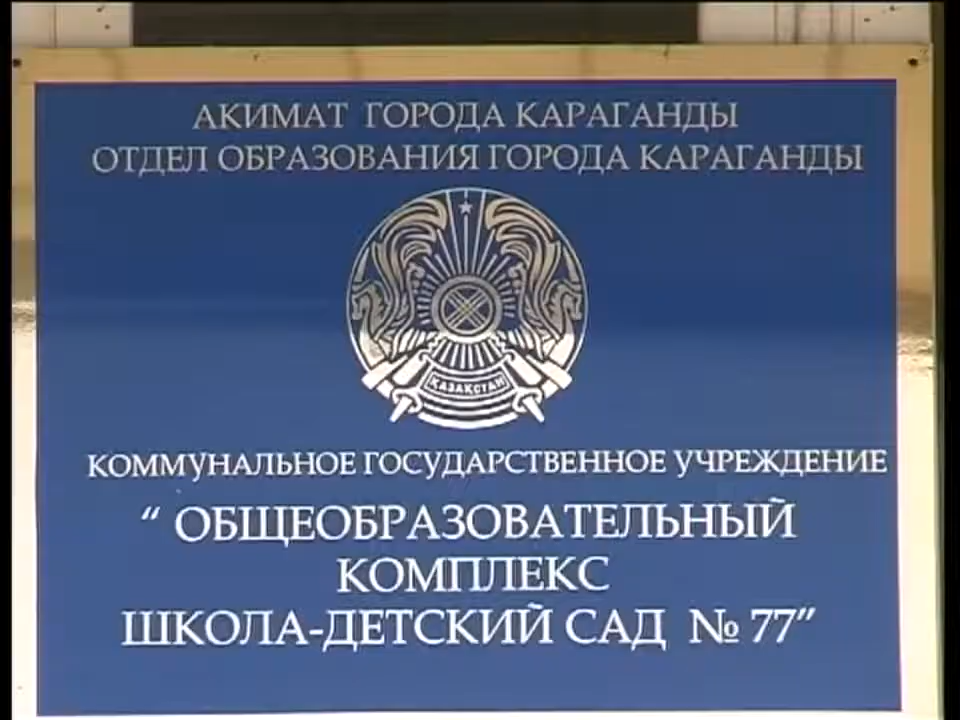 АКИМАТ ГОРОДА КАРАГАНДЫ
ОТДЕЛ ОБРАЗОВАНИЯ ГОРОДА КАРАГАНДЫ
ҚАЗАҚСТАН
КОММУНАЛЬНОЕ ГОСУДАРСТВЕННОЕ УЧРЕЖДЕНИЕ
“ ОБЩЕОБРАЗОВАТЕЛЬНЫЙ
КОМПЛЕКС
ШКОЛА-ДЕТСКИЙ САД № 77”